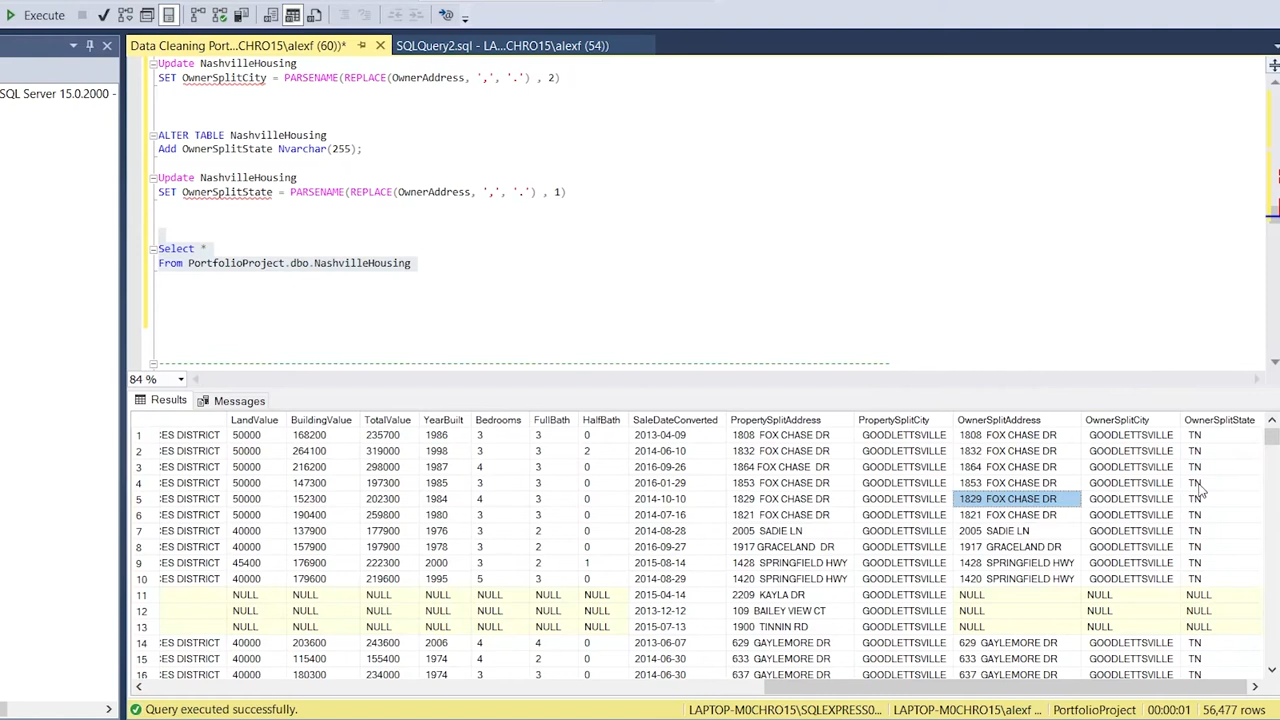 Execute
Data Cleaning Port...CHRO15\alexf (60))*
SQLQuery2.sql - LA...CHRO15\alexf (54))
SQL Server 15.0.2000 -
Update NashvilleHousing
SET OwnerSplitCity = PARSENAME(REPLACE(OwnerAddress, ',', '.') , 2)
ALTER TABLE NashvilleHousing
Add OwnerSplitState Nvarchar(255);
Update NashvilleHousing
SET OwnerSplitState = PARSENAME(REPLACE(OwnerAddress, ',', '.') , 1)
Select *
From PortfolioProject.dbo.NashvilleHousing
84 %
Results Messages
LandValue BuildingValue TotalValue YearBuilt Bedrooms FullBath HalfBath SaleDateConverted PropertySplitAddress PropertySplitCity OwnerSplitAddress OwnerSplitCity OwnerSplitState
1 CES DISTRICT 50000 168200 235700 1986 3 3 0 2013-04-09 1808 FOX CHASE DR GOODLETTSVILLE 1808 FOX CHASE DR GOODLETTSVILLE TN
2 CES DISTRICT 50000 264100 319000 1998 3 3 2 2014-06-10 1832 FOX CHASE DR GOODLETTSVILLE 1832 FOX CHASE DR GOODLETTSVILLE TN
3 CES DISTRICT 50000 216200 298000 1987 4 3 0 2016-09-26 1864 FOX CHASE DR GOODLETTSVILLE 1864 FOX CHASE DR GOODLETTSVILLE TN
4 CES DISTRICT 50000 147300 197300 1985 3 3 0 2016-01-29 1853 FOX CHASE DR GOODLETTSVILLE 1853 FOX CHASE DR GOODLETTSVILLE TN
5 CES DISTRICT 50000 152300 202300 1984 4 3 0 2014-10-10 1829 FOX CHASE DR GOODLETTSVILLE 1829 FOX CHASE DR GOODLETTSVILLE TN
6 CES DISTRICT 50000 190400 259800 1980 3 3 0 2014-07-16 1821 FOX CHASE DR GOODLETTSVILLE 1821 FOX CHASE DR GOODLETTSVILLE TN
7 CES DISTRICT 40000 137900 177900 1976 3 2 0 2014-08-28 2005 SADIE LN GOODLETTSVILLE 2005 SADIE LN GOODLETTSVILLE TN
8 CES DISTRICT 40000 157900 197900 1978 3 2 0 2016-09-27 1917 GRACELAND DR GOODLETTSVILLE 1917 GRACELAND DR GOODLETTSVILLE TN
9 CES DISTRICT 45400 176900 222300 2000 3 2 1 2015-08-14 1428 SPRINGFIELD HWY GOODLETTSVILLE 1428 SPRINGFIELD HWY GOODLETTSVILLE TN
10 CES DISTRICT 40000 179600 219600 1995 5 3 0 2014-08-29 1420 SPRINGFIELD HWY GOODLETTSVILLE 1420 SPRINGFIELD HWY GOODLETTSVILLE TN
11 NULL NULL NULL NULL NULL NULL NULL 2015-04-14 2209 KAYLA DR GOODLETTSVILLE NULL NULL NULL
12 NULL NULL NULL NULL NULL NULL NULL 2013-12-12 109 BAILEY VIEW CT GOODLETTSVILLE NULL NULL NULL
13 NULL NULL NULL NULL NULL NULL NULL 2015-07-13 1900 TINNIN RD GOODLETTSVILLE NULL NULL NULL
14 CES DISTRICT 40000 203600 243600 2006 4 4 0 2013-06-07 629 GAYLEMORE DR GOODLETTSVILLE 629 GAYLEMORE DR GOODLETTSVILLE TN
15 CES DISTRICT 40000 115400 155400 1974 4 2 0 2014-06-30 633 GAYLEMORE DR GOODLETTSVILLE 633 GAYLEMORE DR GOODLETTSVILLE TN
16 CES DISTRICT 40000 180300 234000 1974 3 3 0 2014-06-30 637 GAYLEMORE DR GOODLETTSVILLE 637 GAYLEMORE DR GOODLETTSVILLE TN
Query executed successfully. LAPTOP-M0CHRO15\SQLEXPRESS0... LAPTOP-M0CHRO15\alexf ... PortfolioProject 00:00:01 56,477 rows